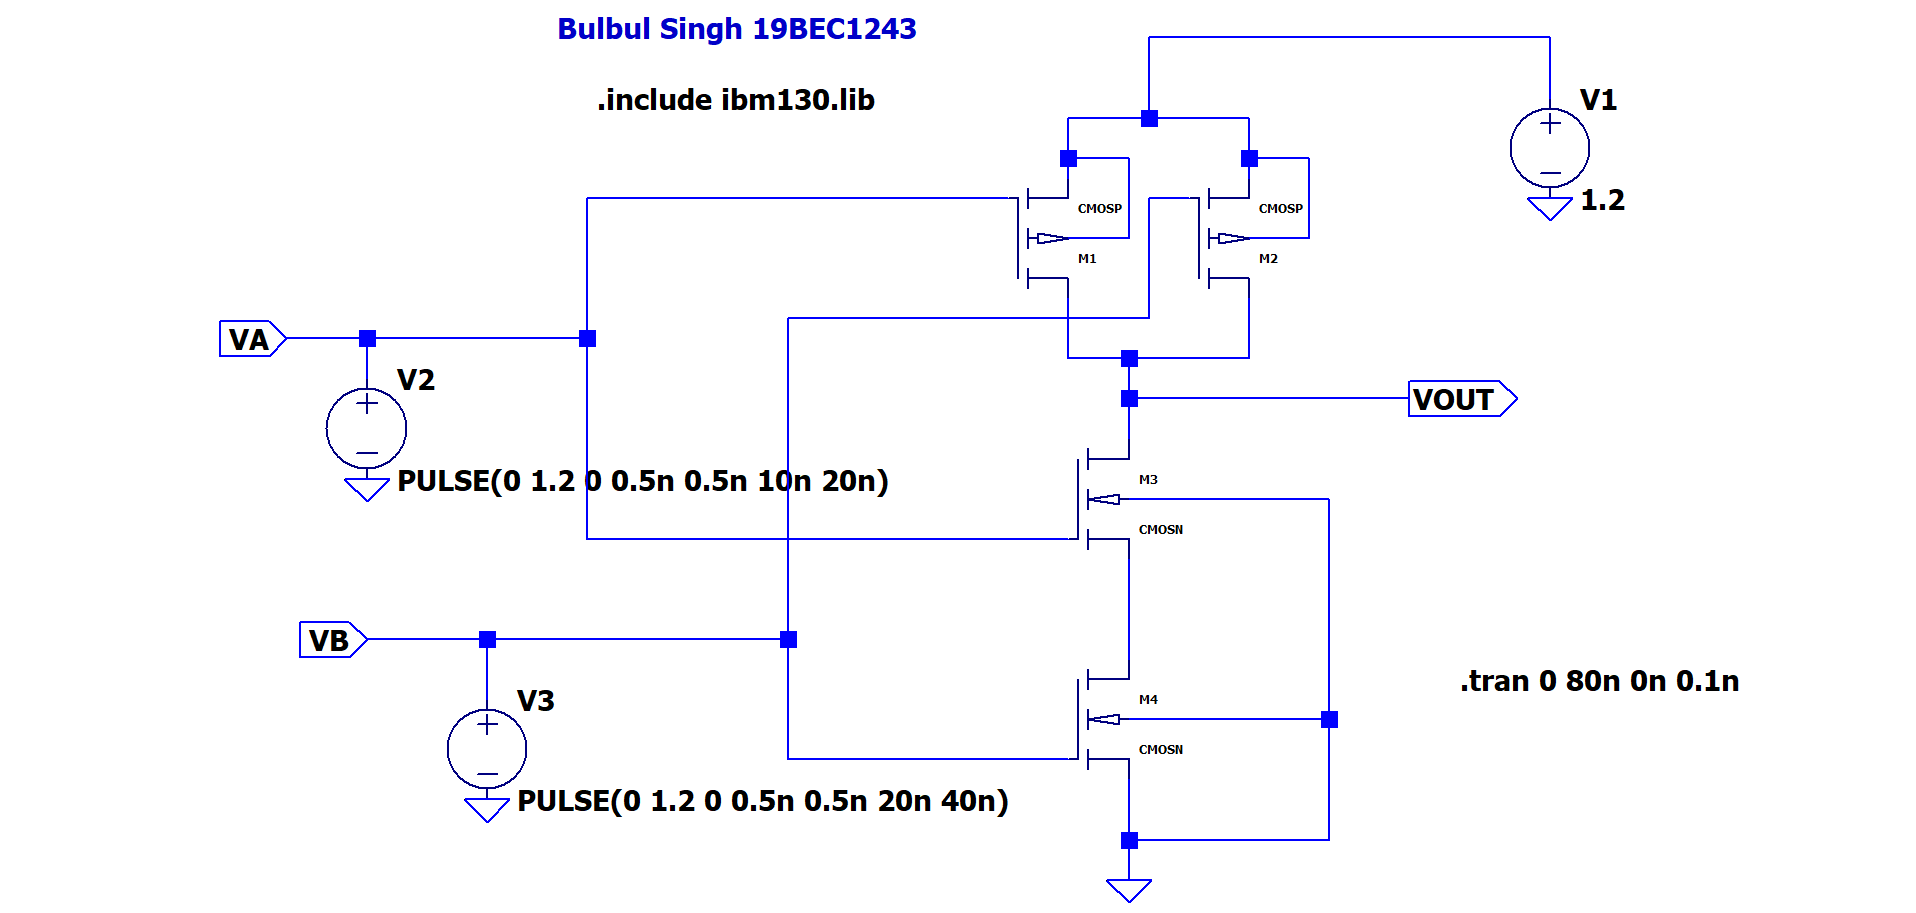 Bulbul Singh 19BEC1243
.include ibm130.lib
V1
1.2
CMOSP
M1
CMOSP
M2
VA
V2
PULSE(0 1.2 0 0.5n 0.5n 10n 20n)
VOUT
M3
CMOSN
VB
V3
PULSE(0 1.2 0 0.5n 0.5n 20n 40n)
M4
CMOSN
.tran 0 80n 0n 0.1n